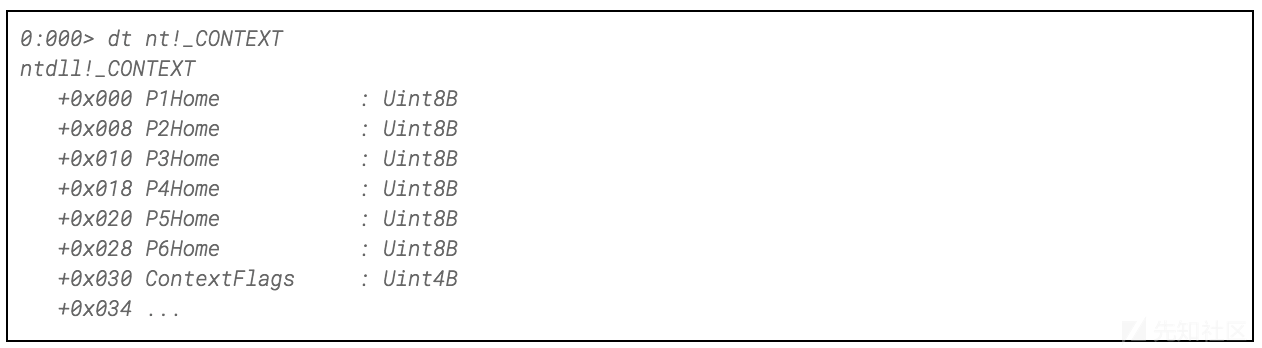 0:000> dt nt!_CONTEXT
ntdll!_CONTEXT
   +0x000 P1Home           : Uint8B
   +0x008 P2Home           : Uint8B
   +0x010 P3Home           : Uint8B
   +0x018 P4Home           : Uint8B
   +0x020 P5Home           : Uint8B
   +0x028 P6Home           : Uint8B
   +0x030 ContextFlags     : Uint4B
   +0x034 ...
先知社区